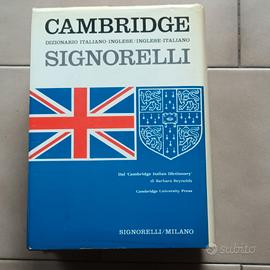 CAMBRIDGE
DIZIONARIO ITALIANO-INGLESE/INGLESE-ITALIANO
SIGNORELLI
Dal 'Cambridge Italian Dictionary'
di Barbara Reynolds
Cambridge University Press
SIGNORELLI/MILANO
subito